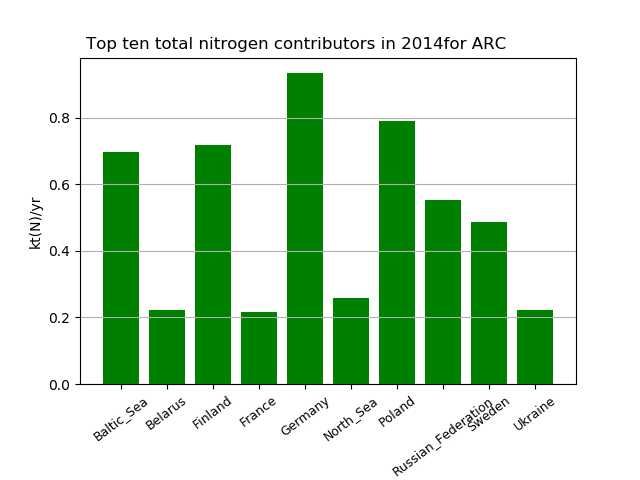 Top ten total nitrogen contributors in 2014for ARC
kt(N)/yr
0.8
0.6
0.4
0.2
0.0
Baltic_Sea
Belarus
Finland
France
Germany
North_Sea
Poland
Russian_Federation
Sweden
Ukraine